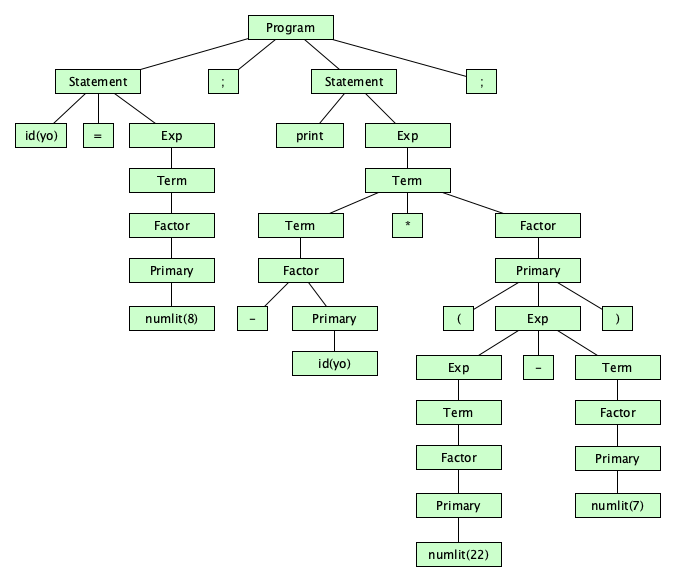 Program
Statement ; Statement ;
id(yo) = Exp print Exp
Term Term
Factor Term * Factor
Primary Factor Primary
numlit(8) - Primary ( Exp )
id(yo) Exp - Term
Term Factor
Factor Primary
Primary numlit(7)
numlit(22)